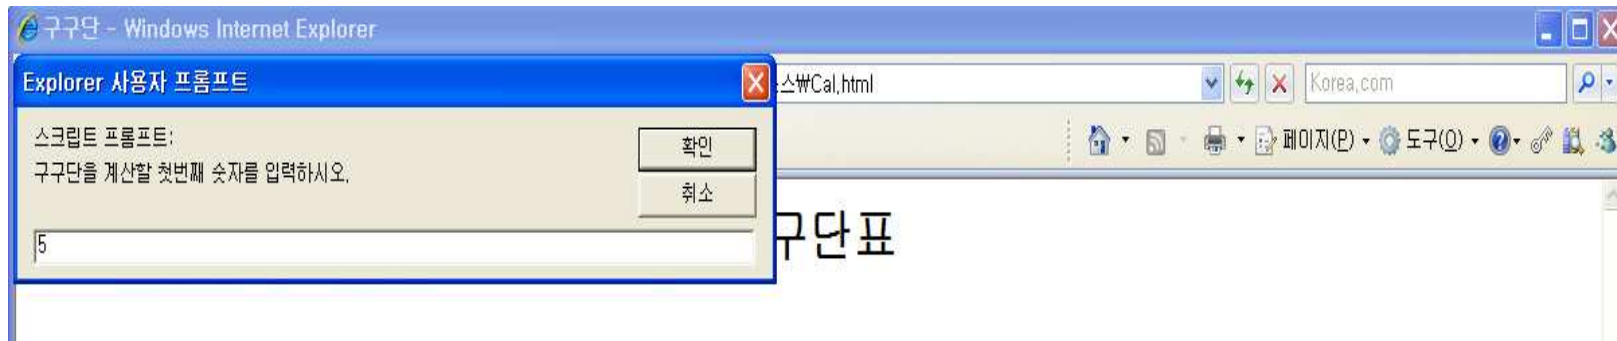 구구단 - Windows Internet Explorer
Explorer 사용자 프롬프트
스₩Cal.html
Korea.com
스크립트 프롬프트:
구구단을 계산할 첫번째 숫자를 입력하시오.
확인
취소
페이지(P)
도구(O)
5
구단표